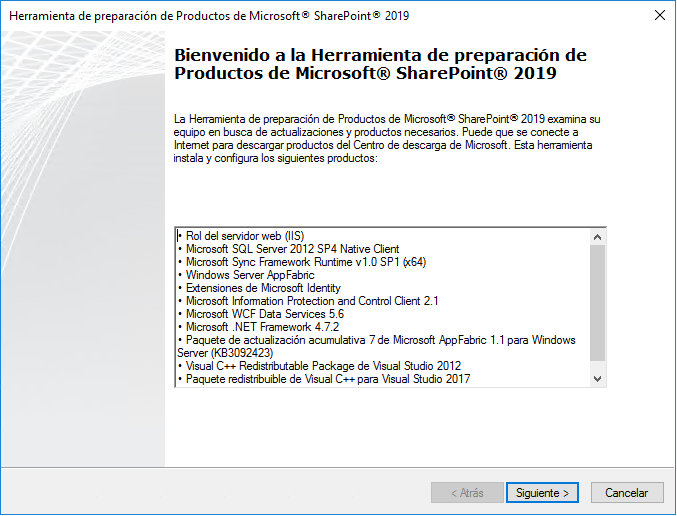 Herramienta de preparación de Productos de Microsoft® SharePoint® 2019
Bienvenido a la Herramienta de preparación de
Productos de Microsoft® SharePoint® 2019
La Herramienta de preparación de Productos de Microsoft® SharePoint® 2019 examina su
equipo en busca de actualizaciones y productos necesarios. Puede que se conecte a
Internet para descargar productos del Centro de descarga de Microsoft. Esta herramienta
instala y configura los siguientes productos:
• Rol del servidor web (IIS)
• Microsoft SQL Server 2012 SP4 Native Client
• Microsoft Sync Framework Runtime v1.0 SP1 (x64)
• Windows Server AppFabric
• Extensiones de Microsoft Identity
• Microsoft Information Protection and Control Client 2.1
• Microsoft WCF Data Services 5.6
• Microsoft .NET Framework 4.7.2
• Paquete de actualización acumulativa 7 de Microsoft AppFabric 1.1 para Windows
Server (KB3092423)
• Visual C++ Redistributable Package de Visual Studio 2012
• Paquete redistribuible de Visual C++ para Visual Studio 2017
< Atrás
Siguiente >
Cancelar